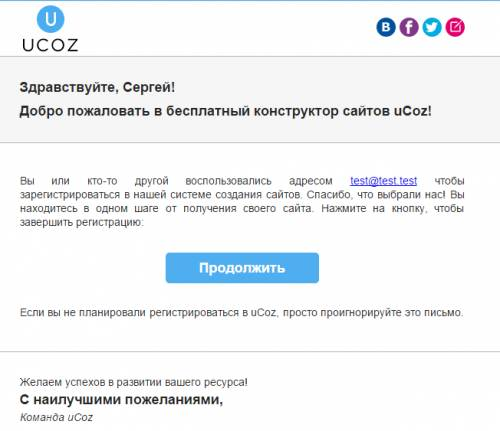 U
UCOZ
B f
Здравствуйте, Сергей!
Добро пожаловать в бесплатный конструктор сайтов uCoz!
Вы или кто-то другой воспользовались адресом test@test.test чтобы
зарегистрироваться в нашей системе создания сайтов. Спасибо, что выбрали нас! Вы
находитесь в одном шаге от получения своего сайта. Нажмите на кнопку, чтобы
завершить регистрацию:
Продолжить
Если вы не планировали регистрироваться в uCoz, просто проигнорируйте это письмо.
Желаем успехов в развитии вашего ресурса!
С наилучшими пожеланиями,
Команда uCoz